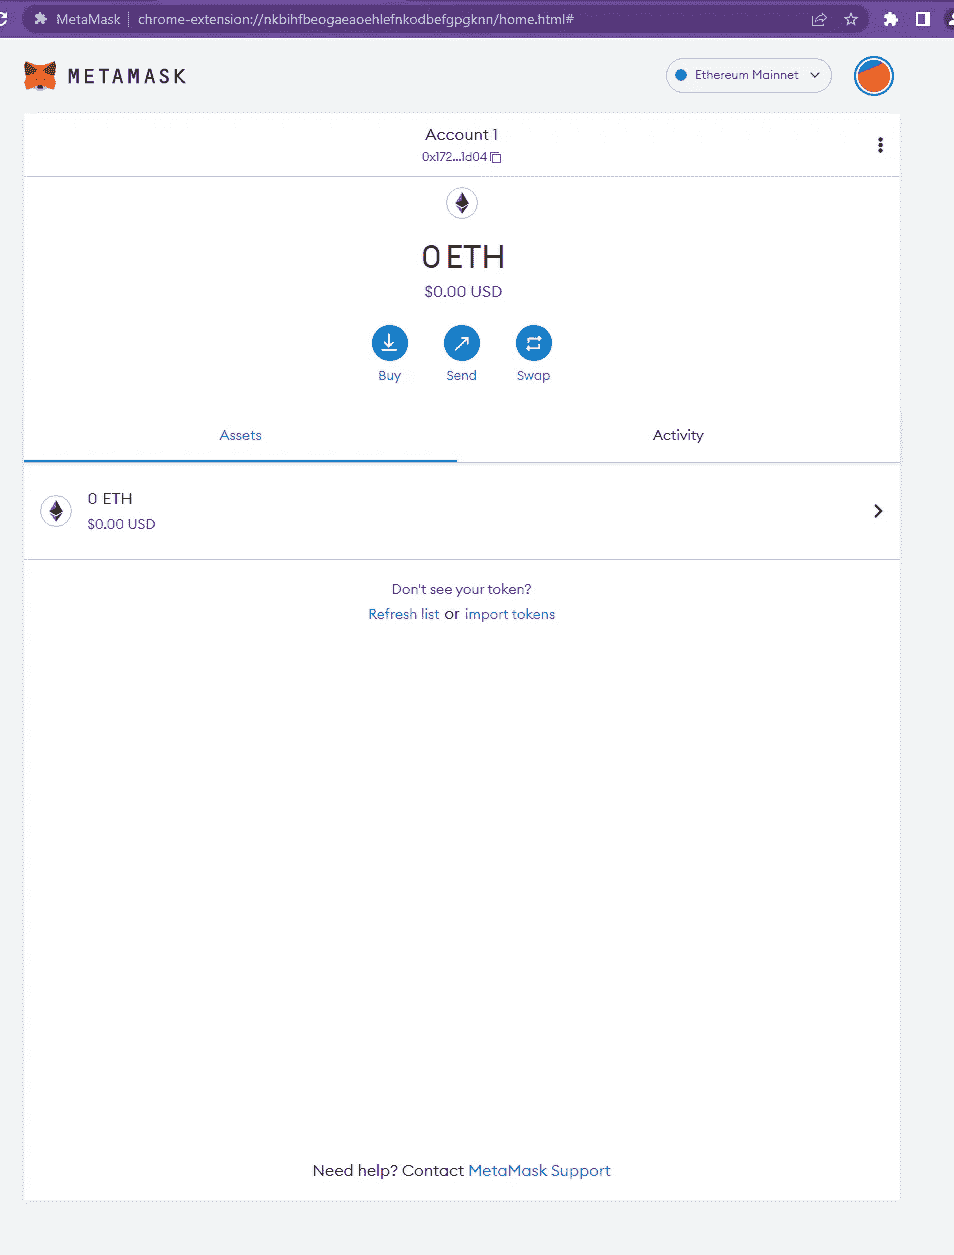 MetaMask chrome-extension://nkbihfbeogaeaoehlefnkodbefgpgknn/home.html#
METAMASK
Ethereum Mainnet
Account 1
0x172...1d04
0 ETH
$0.00 USD
Buy Send Swap
Assets Activity
0 ETH
$0.00 USD
Don't see your token?
Refresh list or import tokens
Need help? Contact MetaMask Support